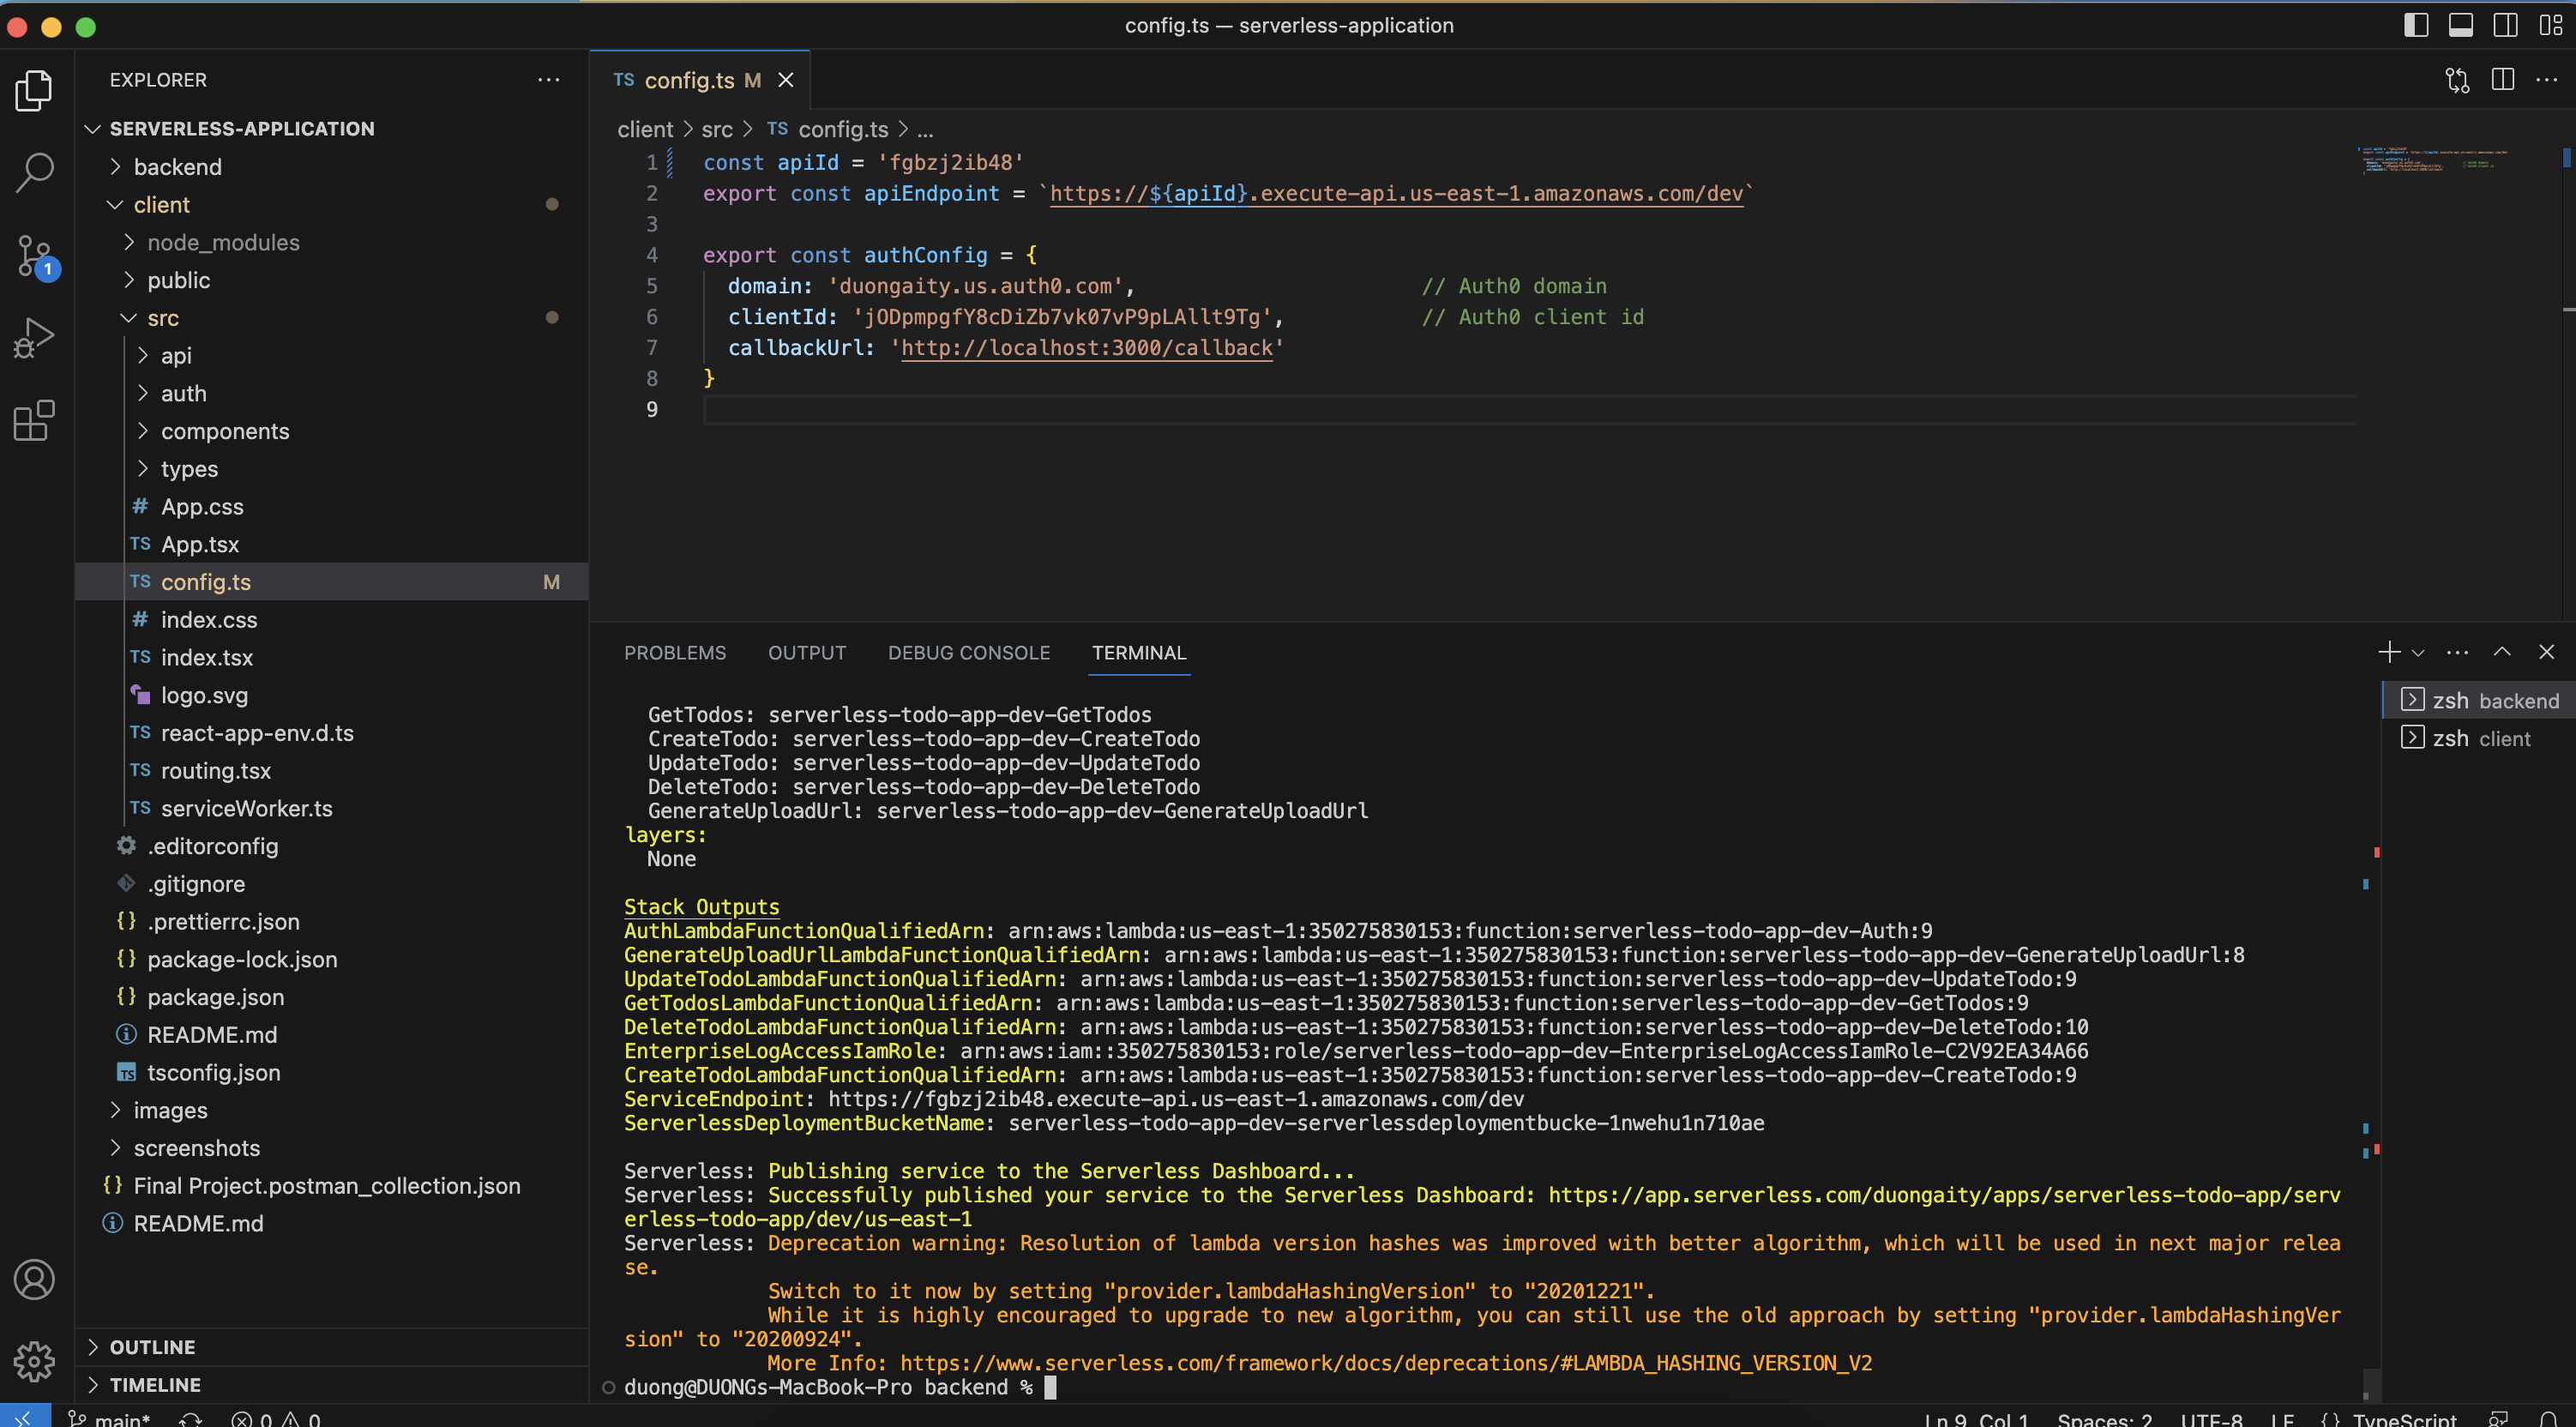 config.ts — serverless-application
EXPLORER
SERVERLESS-APPLICATION
backend
client
node_modules
public
src
api
auth
components
types
# App.css
TS App.tsx
TS config.ts M
# index.css
TS index.tsx
logo.svg
TS react-app-env.d.ts
TS routing.tsx
TS serviceWorker.ts
.editorconfig
.gitignore
{} .prettierrc.json
{} package-lock.json
{} package.json
README.md
TS tsconfig.json
images
screenshots
{} Final Project.postman_collection.json
README.md
OUTLINE
TIMELINE
1
TS config.ts M
client > src > TS config.ts > ...
1 const apiId = 'fgbzj2ib48'
2 export const apiEndpoint = `https://${apiId}.execute-api.us-east-1.amazonaws.com/dev`
3
4 export const authConfig = {
5 domain: 'duongaity.us.auth0.com', // Auth0 domain
6 clientId: 'jODpmpgfY8cDiZb7vk07vP9pLAllt9Tg', // Auth0 client id
7 callbackUrl: 'http://localhost:3000/callback'
8 }
9
PROBLEMS OUTPUT DEBUG CONSOLE TERMINAL
zsh backend
zsh client
GetTodos: serverless-todo-app-dev-GetTodos
CreateTodo: serverless-todo-app-dev-CreateTodo
UpdateTodo: serverless-todo-app-dev-UpdateTodo
DeleteTodo: serverless-todo-app-dev-DeleteTodo
GenerateUploadUrl: serverless-todo-app-dev-GenerateUploadUrl
layers:
None
Stack Outputs
AuthLambdaFunctionQualifiedArn: arn:aws:lambda:us-east-1:350275830153:function:serverless-todo-app-dev-Auth:9
GenerateUploadUrlLambdaFunctionQualifiedArn: arn:aws:lambda:us-east-1:350275830153:function:serverless-todo-app-dev-GenerateUploadUrl:8
UpdateTodoLambdaFunctionQualifiedArn: arn:aws:lambda:us-east-1:350275830153:function:serverless-todo-app-dev-UpdateTodo:9
GetTodosLambdaFunctionQualifiedArn: arn:aws:lambda:us-east-1:350275830153:function:serverless-todo-app-dev-GetTodos:9
DeleteTodoLambdaFunctionQualifiedArn: arn:aws:lambda:us-east-1:350275830153:function:serverless-todo-app-dev-DeleteTodo:10
EnterpriseLogAccessIamRole: arn:aws:iam::350275830153:role/serverless-todo-app-dev-EnterpriseLogAccessIamRole-C2V92EA34A66
CreateTodoLambdaFunctionQualifiedArn: arn:aws:lambda:us-east-1:350275830153:function:serverless-todo-app-dev-CreateTodo:9
ServiceEndpoint: https://fgbzj2ib48.execute-api.us-east-1.amazonaws.com/dev
ServerlessDeploymentBucketName: serverless-todo-app-dev-serverlessdeploymentbucke-1nwehu1n710ae
Serverless: Publishing service to the Serverless Dashboard...
Serverless: Successfully published your service to the Serverless Dashboard: https://app.serverless.com/duongaity/apps/serverless-todo-app/serv
erless-todo-app/dev/us-east-1
Serverless: Deprecation warning: Resolution of lambda version hashes was improved with better algorithm, which will be used in next major relea
se.
Switch to it now by setting "provider.lambdaHashingVersion" to "20201221".
While it is highly encouraged to upgrade to new algorithm, you can still use the old approach by setting "provider.lambdaHashingVer
sion" to "20200924".
More Info: https://www.serverless.com/framework/docs/deprecations/#LAMBDA_HASHING_VERSION_V2
duong@DUONGs-MacBook-Pro backend %
main* 0 0 Ln 9, Col 1 Spaces: 2 UTF-8 LF {} TypeScript